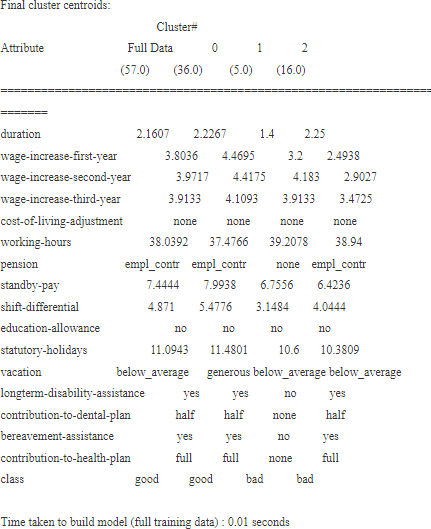 Final cluster centroids:
Cluster#
Attribute Full Data 0 1 2
(57.0) (36.0) (5.0) (16.0)
=======================================================================
=======
duration 2.1607 2.2267 1.4 2.25
wage-increase-first-year 3.8036 4.4695 3.2 2.4938
wage-increase-second-year 3.9717 4.4175 4.183 2.9027
wage-increase-third-year 3.9133 4.1093 3.9133 3.4725
cost-of-living-adjustment none none none none
working-hours 38.0392 37.4766 39.2078 38.94
pension empl_contr empl_contr none empl_contr
standby-pay 7.4444 7.9938 6.7556 6.4236
shift-differential 4.871 5.4776 3.1484 4.0444
education-allowance no no no no
statutory-holidays 11.0943 11.4801 10.6 10.3809
vacation below_average generous below_average below_average
longterm-disability-assistance yes yes no yes
contribution-to-dental-plan half half none half
bereavement-assistance yes yes no yes
contribution-to-health-plan full full none full
class good good bad bad
Time taken to build model (full training data) : 0.01 seconds